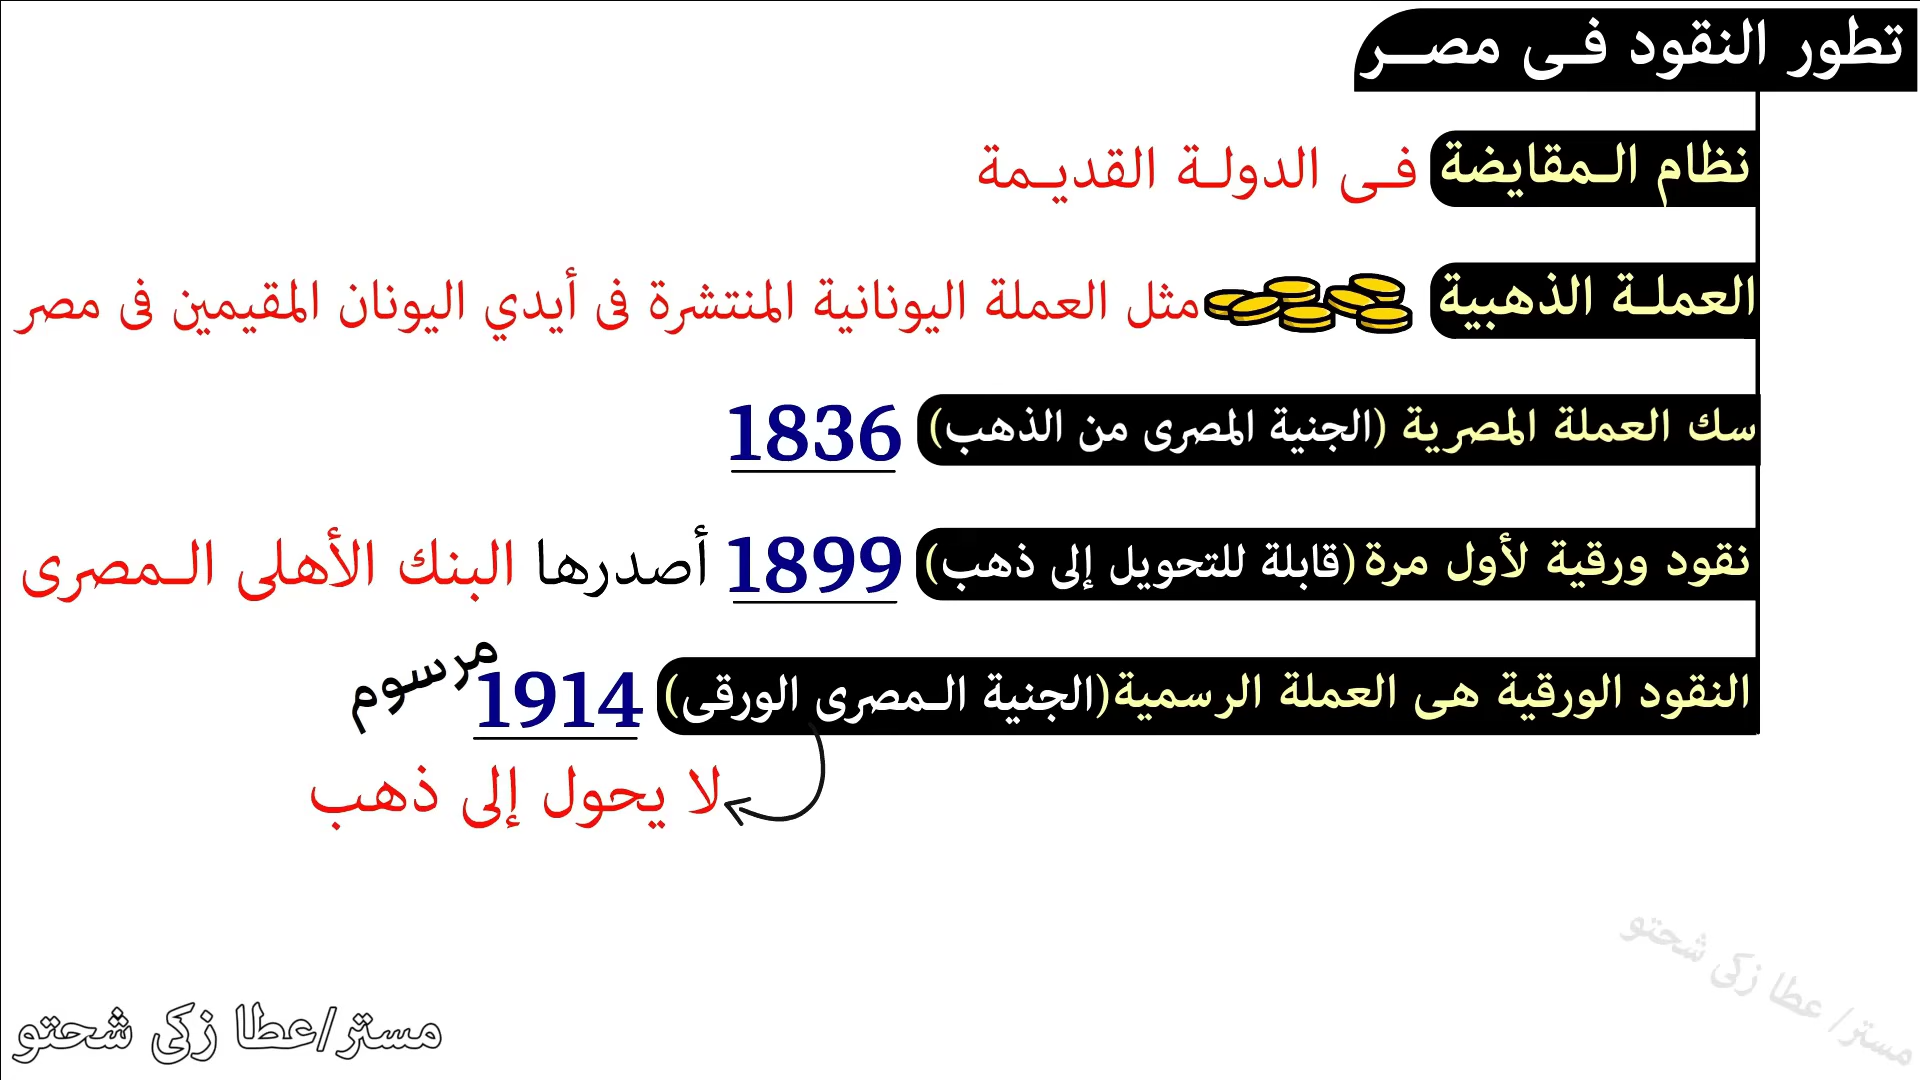 تطور النقود فى مصر
نظام المقايضة فى الدولة القديمة
العملة الذهبية مثل العملة اليونانية المنتشرة فى أيدي اليونان المقيمين فى مصر
سك العملة المصرية (الجنية المصرى من الذهب) 1836
نقود ورقية لأول مرة (قابلة للتحويل إلى ذهب) 1899 أصدرها البنك الأهلى المصرى
النقود الورقية هى العملة الرسمية (الجنية المصرى الورقى) 1914 مرسوم
لا يحول إلى ذهب
مستر/ عطا زكى شحتو
مستر/عطا زكى شحتو